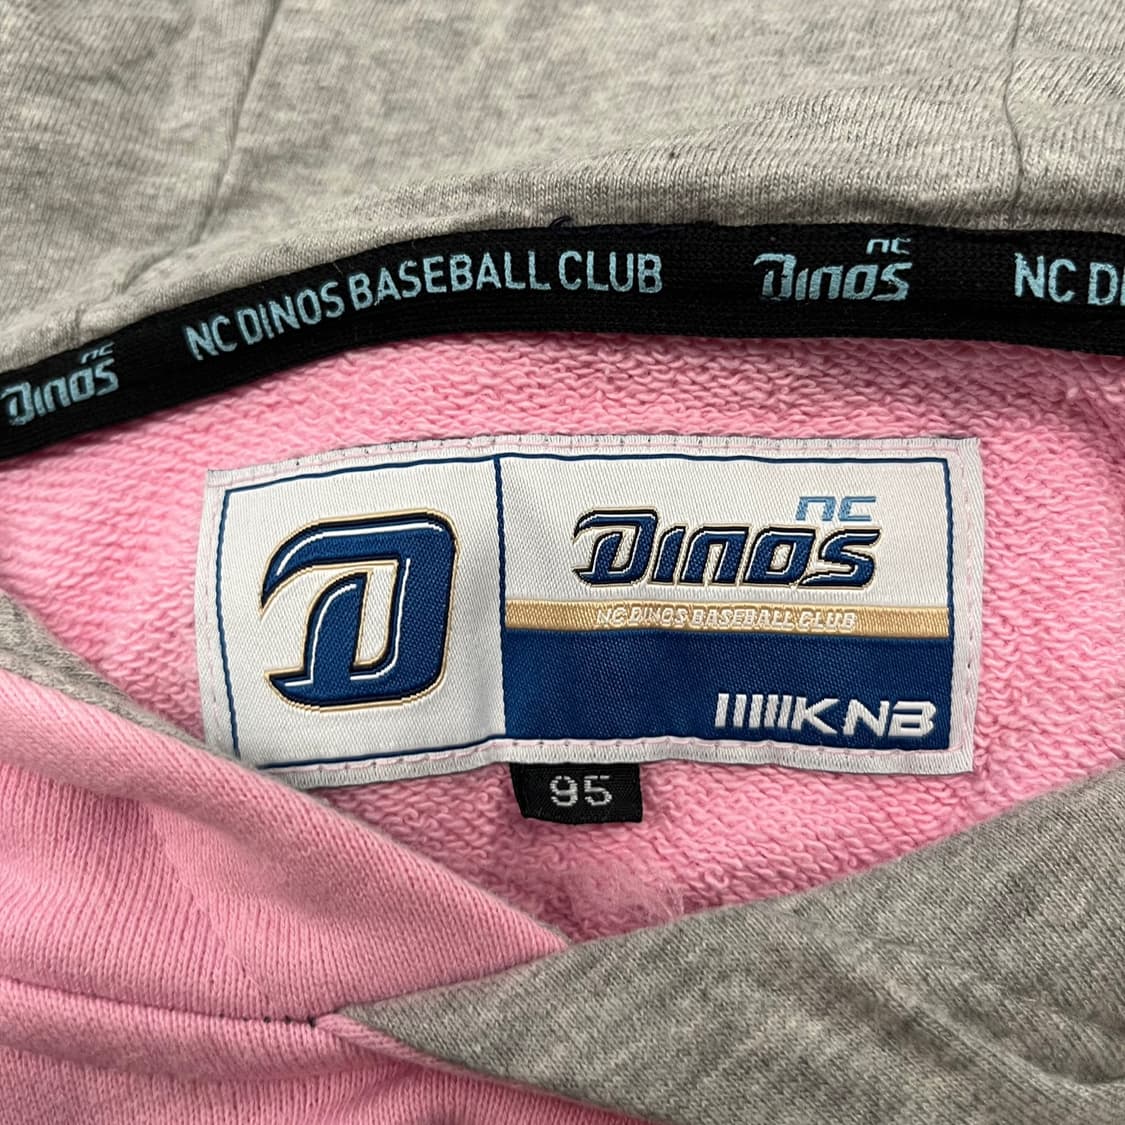 NC DINOS BASEBALL CLUB NC DINOS NC DI
NC DINOS
D NC
DINOS
NC DINOS BASEBALL CLUB
KNB
95